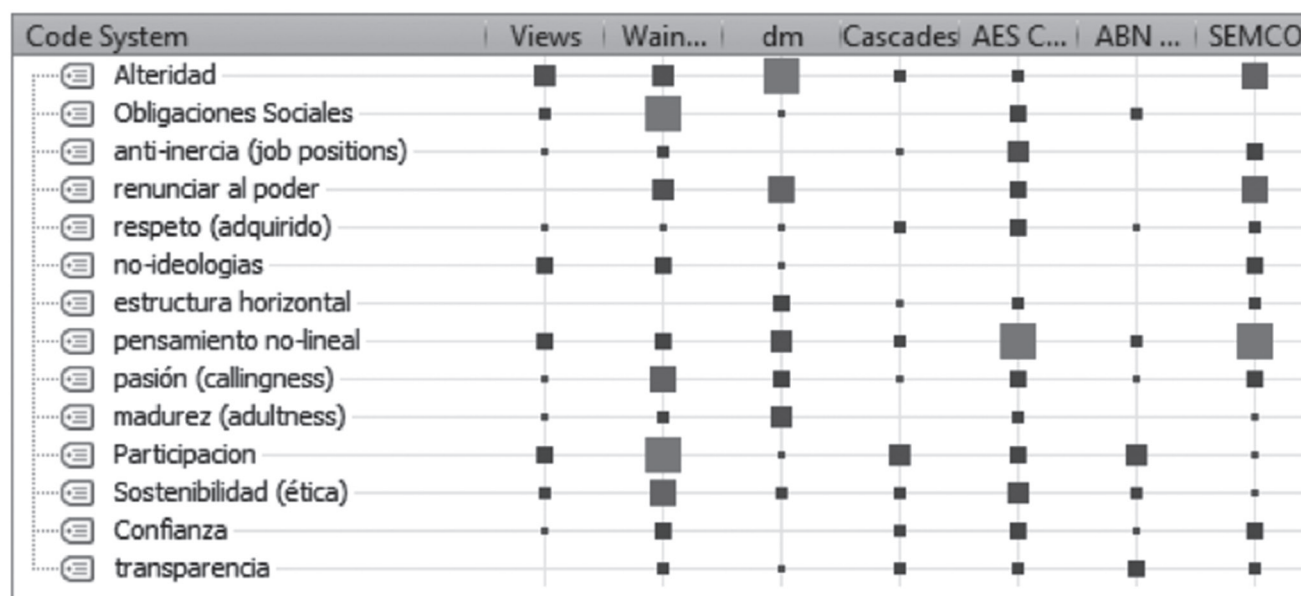 Code System Views Wain... dm Cascades AES C... ABN ... SEMCO
Alteridad
Obligaciones Sociales
anti-inercia (job positions)
renunciar al poder
respeto (adquirido)
no-ideologias
estructura horizontal
pensamiento no-lineal
pasión (callingness)
madurez (adultness)
Participacion
Sostenibilidad (ética)
Confianza
transparencia